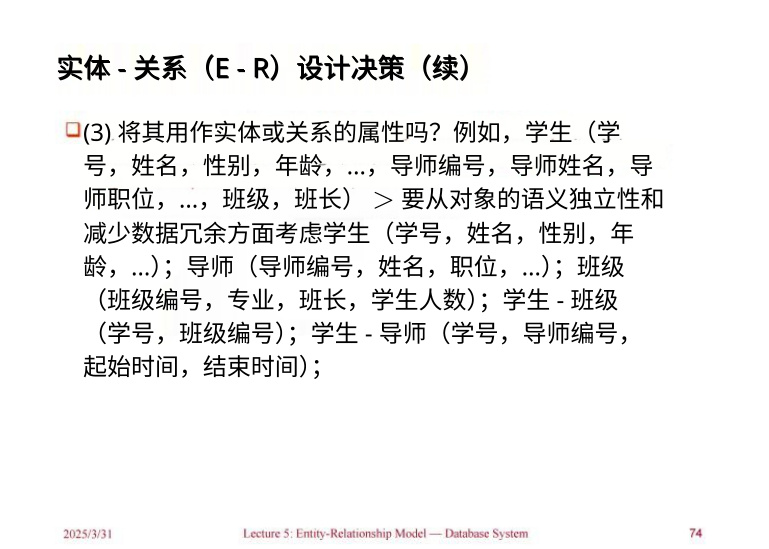 实体 - 关系（E - R）设计决策（续）
(3) 将其用作实体或关系的属性吗？例如，学生（学
号，姓名，性别，年龄，...，导师编号，导师姓名，导
师职位，...，班级，班长） ＞ 要从对象的语义独立性和
减少数据冗余方面考虑学生（学号，姓名，性别，年
龄，...）；导师（导师编号，姓名，职位，...）；班级
（班级编号，专业，班长，学生人数）；学生 - 班级
（学号，班级编号）；学生 - 导师（学号，导师编号，
起始时间，结束时间）；
2025/3/31
Lecture 5: Entity-Relationship Model — Database System
74